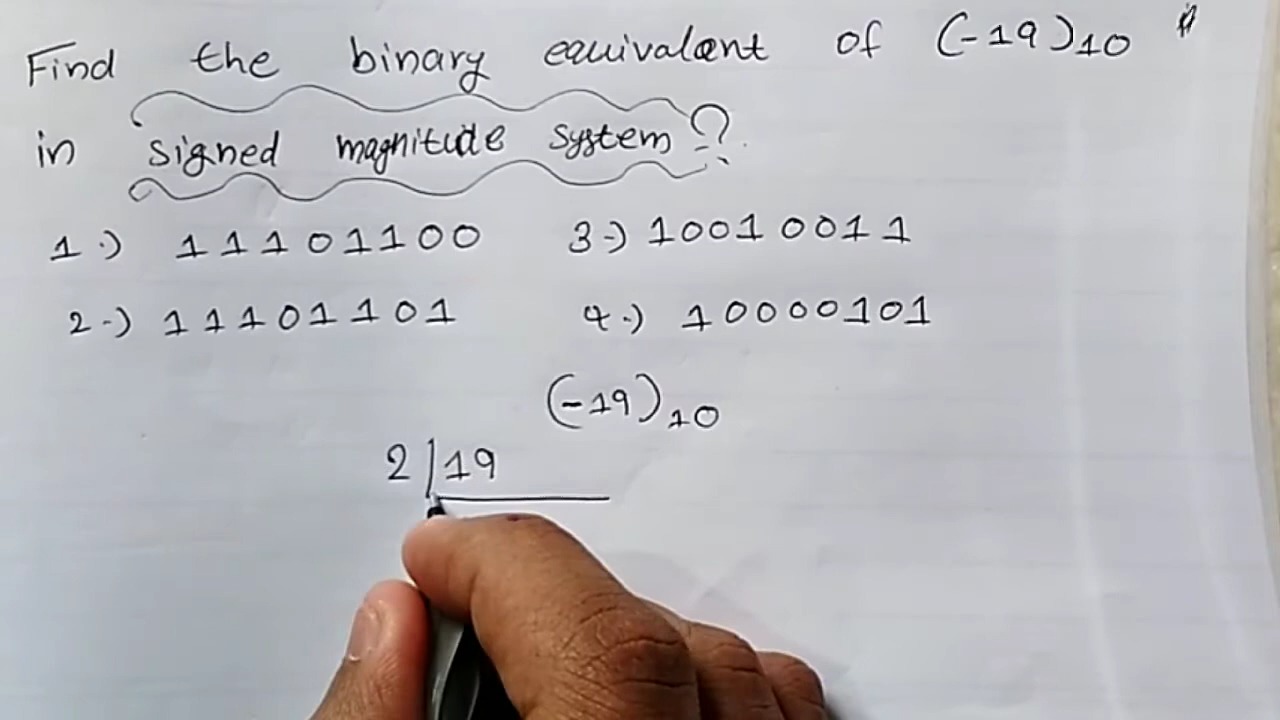 Find the binary equivalent of (-19)10
in signed magnitude system?
1.) 11101100 3.) 10010011
2.) 11101101 4.) 10000101
(-19)10
2 19